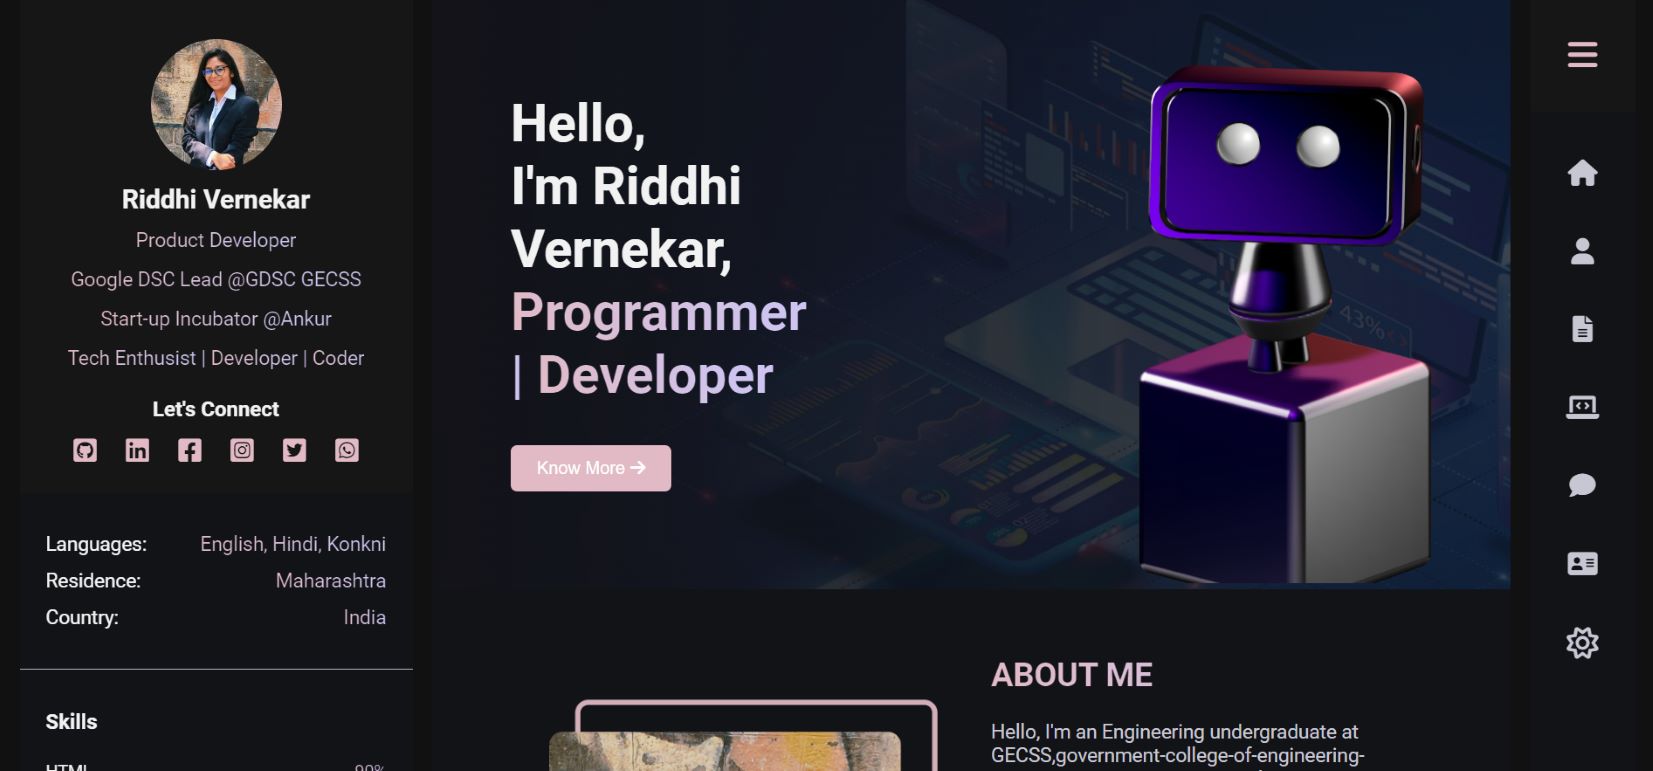 Riddhi Vernekar
Product Developer
Google DSC Lead @GDSC GECSS
Start-up Incubator @Ankur
Tech Enthusist | Developer | Coder
Let's Connect
Languages: English, Hindi, Konkni
Residence: Maharashtra
Country: India
Skills
HTML 90%
Hello,
I'm Riddhi
Vernekar,
Programmer
| Developer
Know More
43%
ABOUT ME
Hello, I'm an Engineering undergraduate at
GECSS,government-college-of-engineering-